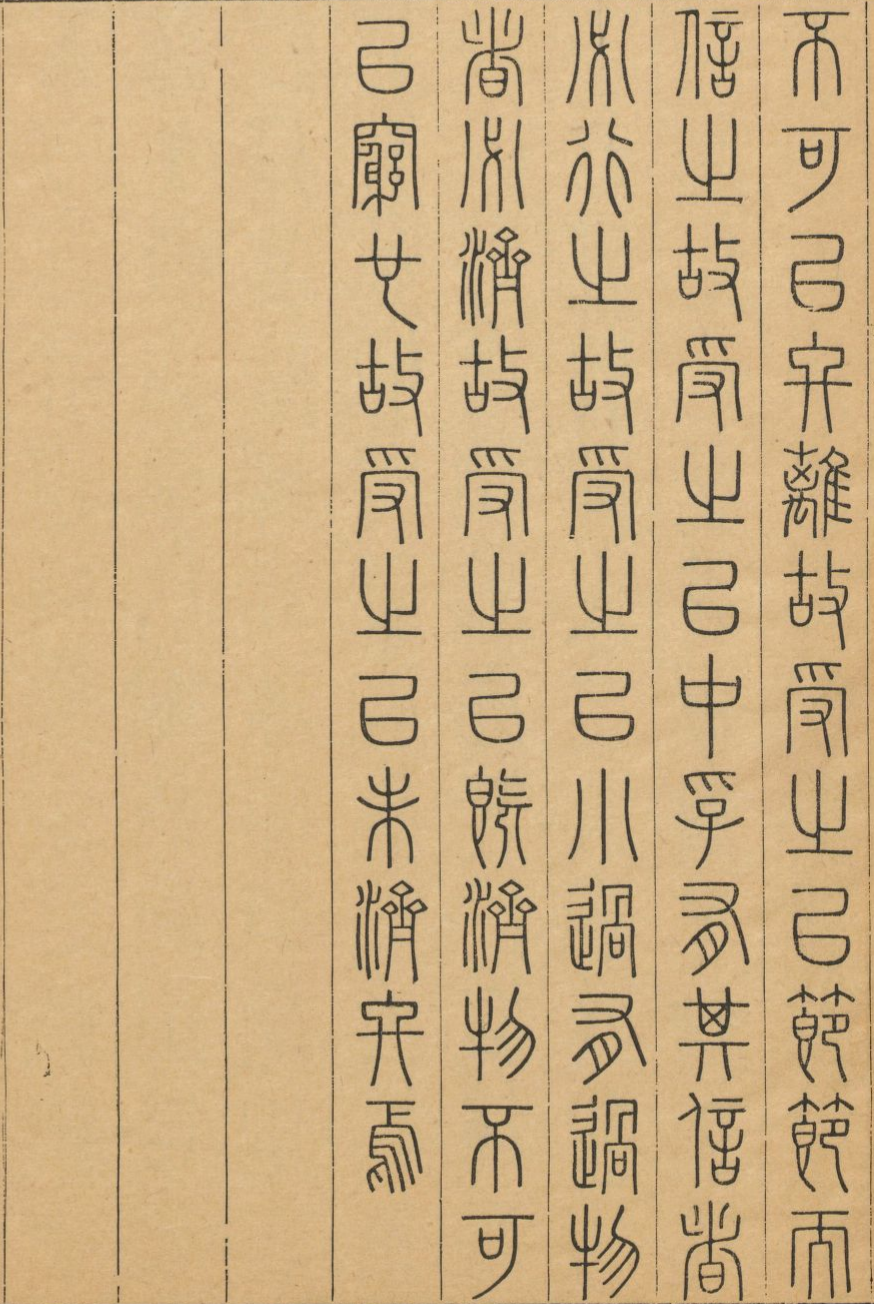 不可以終離故受之以節節而
信之故受之以中孚有其信者
必行之故受之以小過有過物
者必濟故受之以既濟物不可
以窮也故受之以未濟終焉